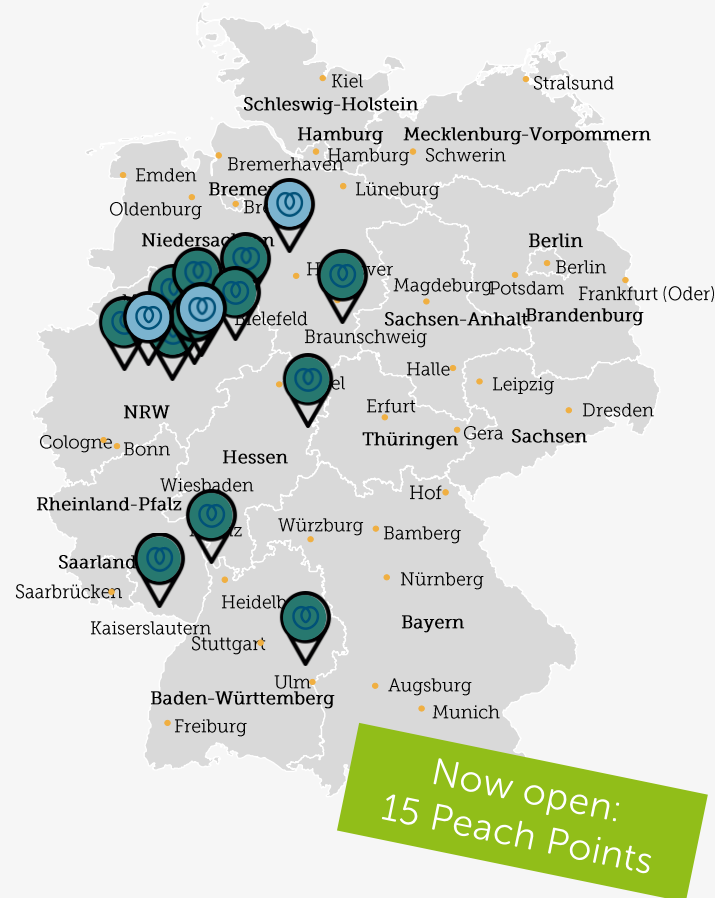 Kiel
Stralsund
Schleswig-Holstein
Hamburg
Mecklenburg-Vorpommern
Hamburg
Schwerin
Bremerhaven
Emden
Lüneburg
Oldenburg
Berlin
Berlin
Magdeburg
Potsdam
Frankfurt (Oder)
Sachsen-Anhalt
Brandenburg
Braunschweig
Halle
Leipzig
Erfurt
Dresden
NRW
Thüringen
Gera
Sachsen
Cologne
Bonn
Hessen
Wiesbaden
Rheinland-Pfalz
Hof
Würzburg
Bamberg
Saarland
Nürnberg
Saarbrücken
Kaiserslautern
Bayern
Stuttgart
Ulm
Augsburg
Baden-Württemberg
Munich
Freiburg
Now open:
15 Peach Points